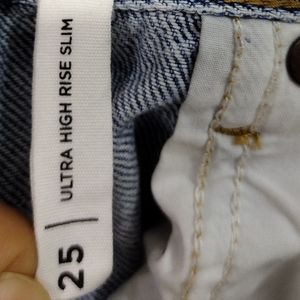 25 | ULTRA HIGH RISE SLIM